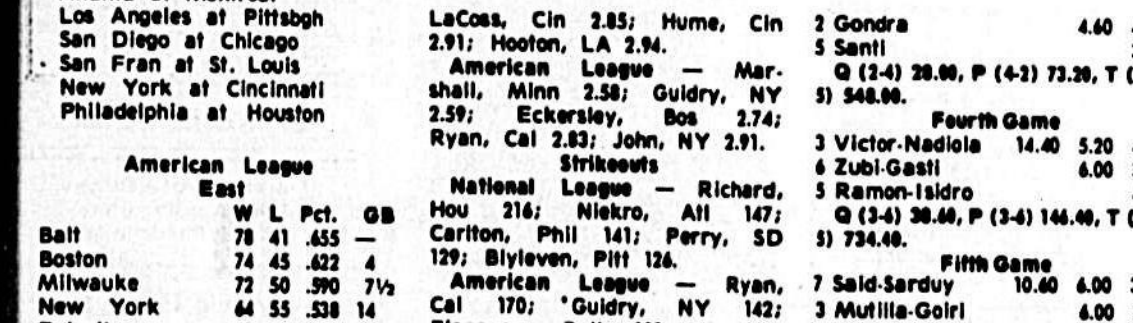 Los Angeles at Pittsbgh
San Diego at Chicago
San Fran at St. Louis
New York at Cincinnati
Philadelphia at Houston
American League
East
W L Pct. GB
Balt 78 41 .655 —
Boston 74 45 .622 4
Milwauke 72 50 .590 7½
New York 64 55 .538 14
LaCoss, Cin 2.85; Hume, Cin
2.91; Hooton, LA 2.94.
American League — Mar-
shall, Minn 2.58; Guidry, NY
2.59; Eckersley, Bos 2.74;
Ryan, Cal 2.83; John, NY 2.91.
Strikeouts
National League — Richard,
Hou 216; Niekro, Atl 147;
Carlton, Phil 141; Perry, SD
129; Blyleven, Pitt 126.
American League — Ryan,
Cal 170; Guidry, NY 142;
2 Gondra 4.60
5 Santi
Q (2-4) 28.00, P (4-2) 73.20, T (
5) 548.00.
Fourth Game
3 Victor-Nadiola 14.40 5.20
6 Zubi-Gasti 6.00
5 Ramon-Isidro
Q (3-6) 38.60, P (3-6) 146.40, T (
5) 734.40.
Fifth Game
7 Said-Sarduy 10.60 6.00
3 Mutilla-Goiri 6.00